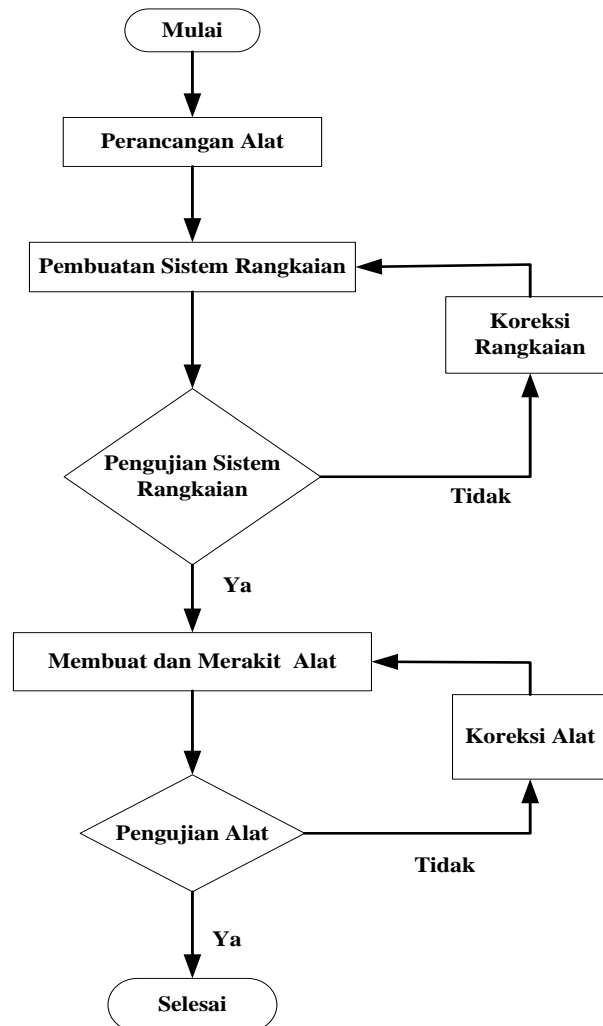 Mulai
Perancangan Alat
Pembuatan Sistem Rangkaian
Koreksi
Rangkaian
Pengujian Sistem
Rangkaian
Tidak
Ya
Membuat dan Merakit  Alat
Koreksi Alat
Pengujian Alat
Tidak
Ya
Selesai